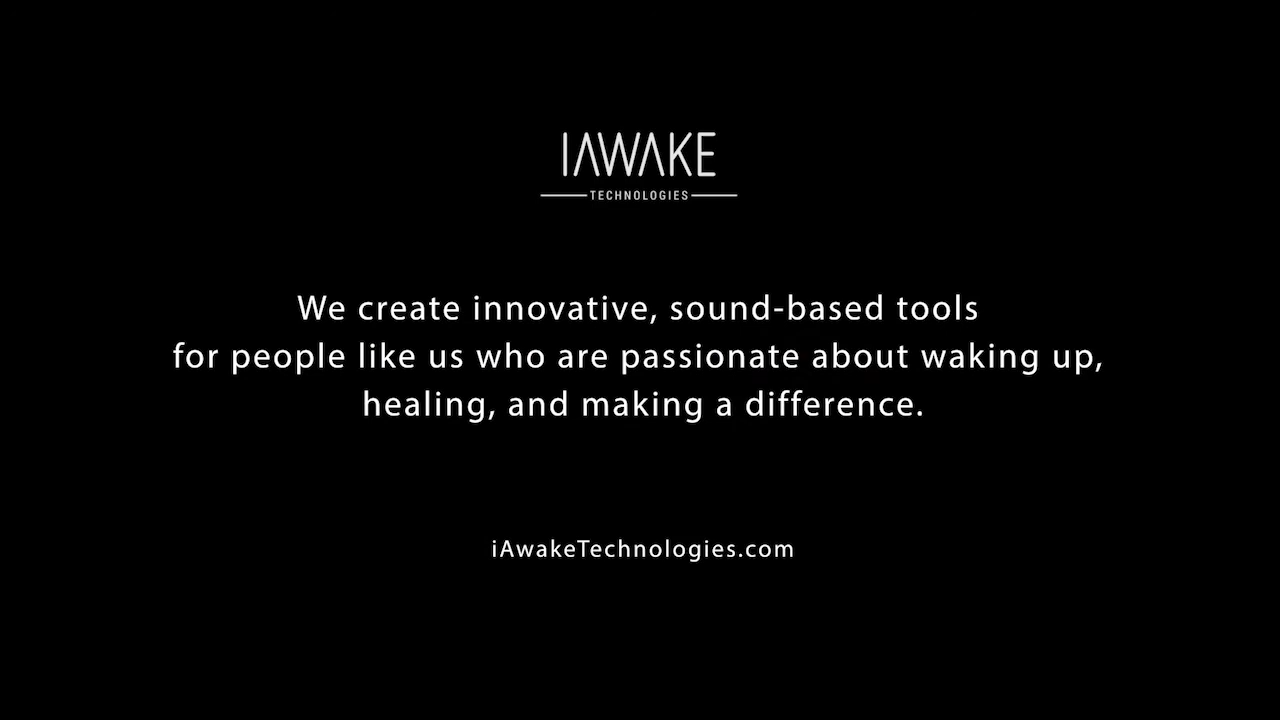 IAWAKE
TECHNOLOGIES
We create innovative, sound-based tools
for people like us who are passionate about waking up,
healing, and making a difference.
iAwakeTechnologies.com